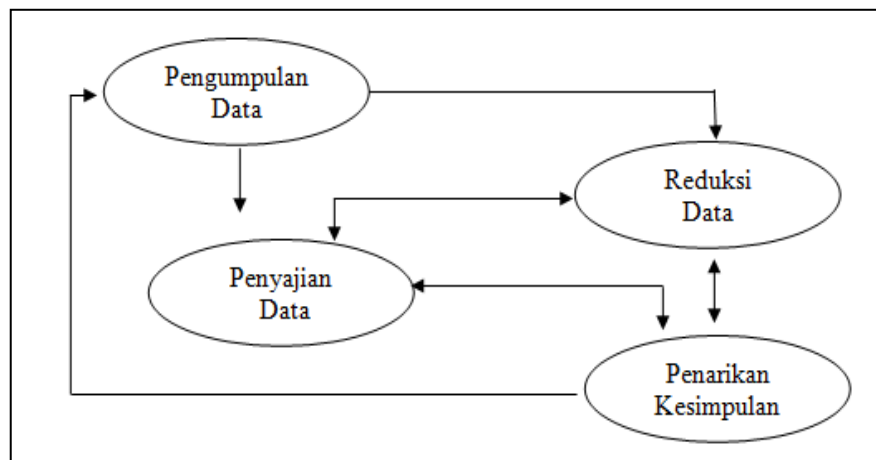 Pengumpulan
Data
Reduksi
Data
Penyajian
Data
Penarikan
Kesimpulan